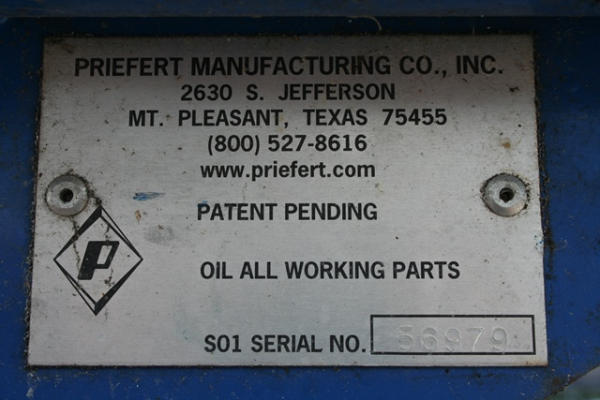 PRIEFERT MANUFACTURING CO., INC.
2630 S. JEFFERSON
MT. PLEASANT, TEXAS 75455
(800) 527-8616
www.priefert.com
PATENT PENDING
P
OIL ALL WORKING PARTS
S01 SERIAL NO. 56979